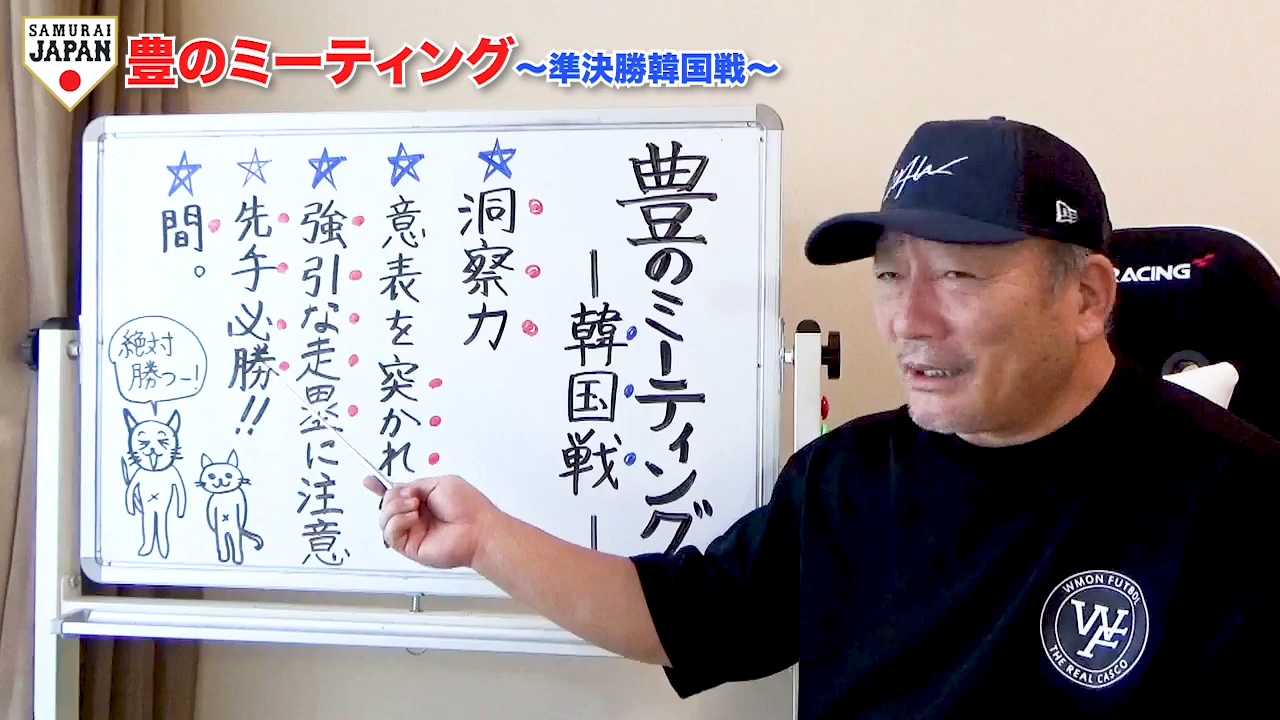 SAMURAI
JAPAN
豊のミーティング
～準決勝韓国戦～
豊のミーティング
ー韓国戦ー
☆洞察力
☆意表を突かれ
☆強引な走塁に注意
☆先手必勝!!
☆間。
絶対
勝つー!
RACING
WMON FUTBOL
WF
THE REAL CASCO